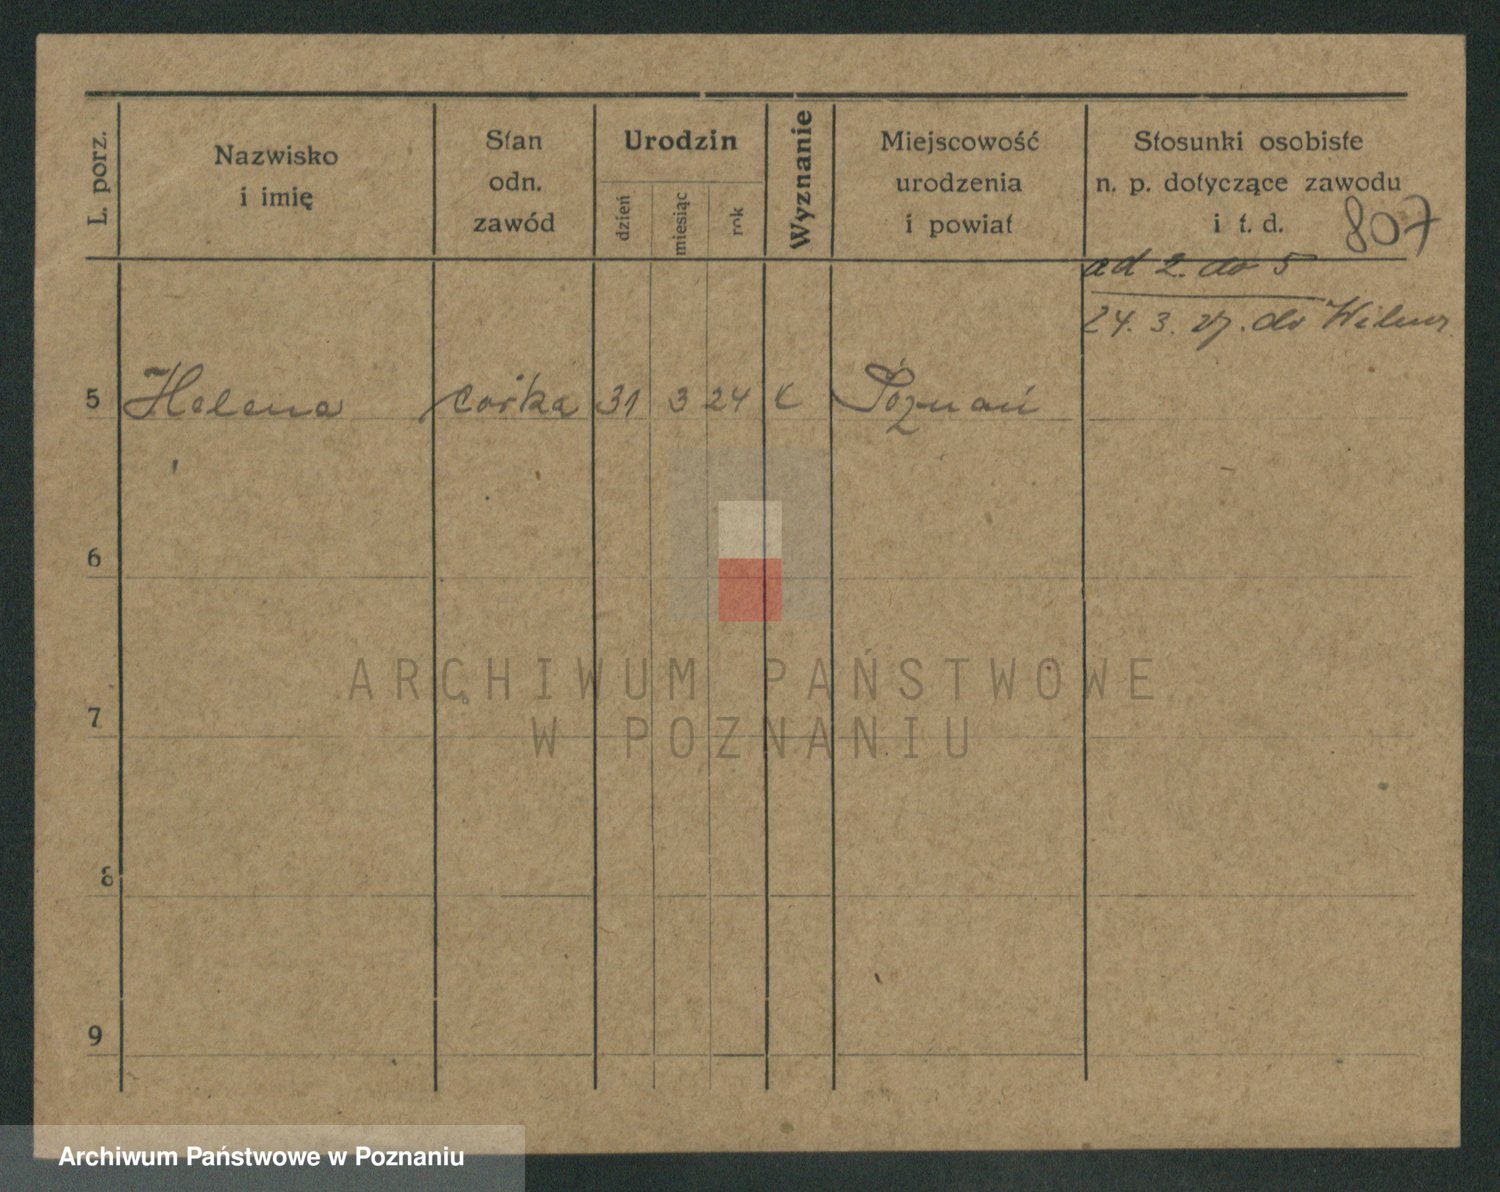 L. porz.
Nazwisko
i imię
Stan
odn.
zawód
Urodzin
dzień
miesiąc
rok
Wyznanie
Miejscowość
urodzenia
i powiat
Stosunki osobiste
n. p. dotyczące zawodu
i t. d.
807
ad 2 do 5
24. 3. 27. do
5 Helena córka 31 3 24 k Poznań
6
7
8
9
ARCHIWUM PAŃSTWOWE
W POZNANIU
Archiwum Państwowe w Poznaniu